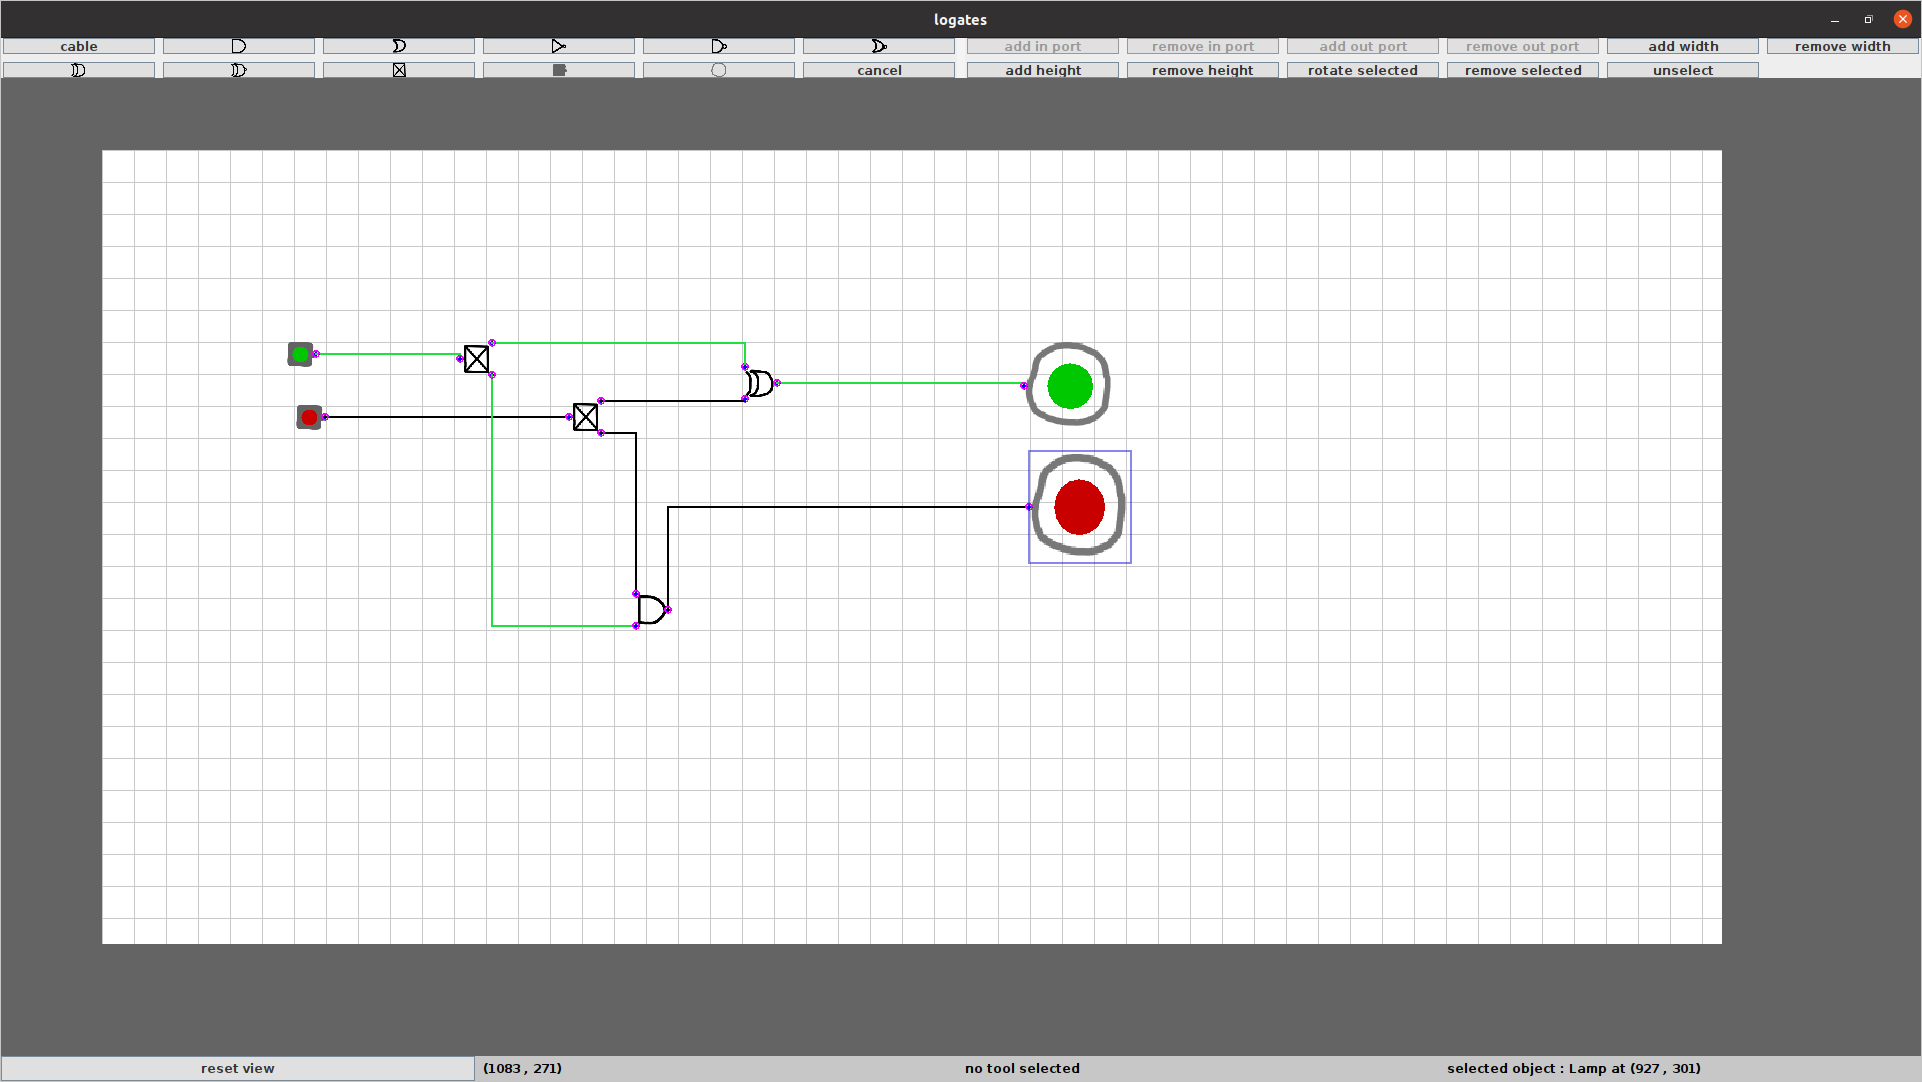 logates
cable add in port remove in port add out port remove out port add width remove width
cancel add height remove height rotate selected remove selected unselect
reset view (1083 , 271) no tool selected selected object : Lamp at (927 , 301)